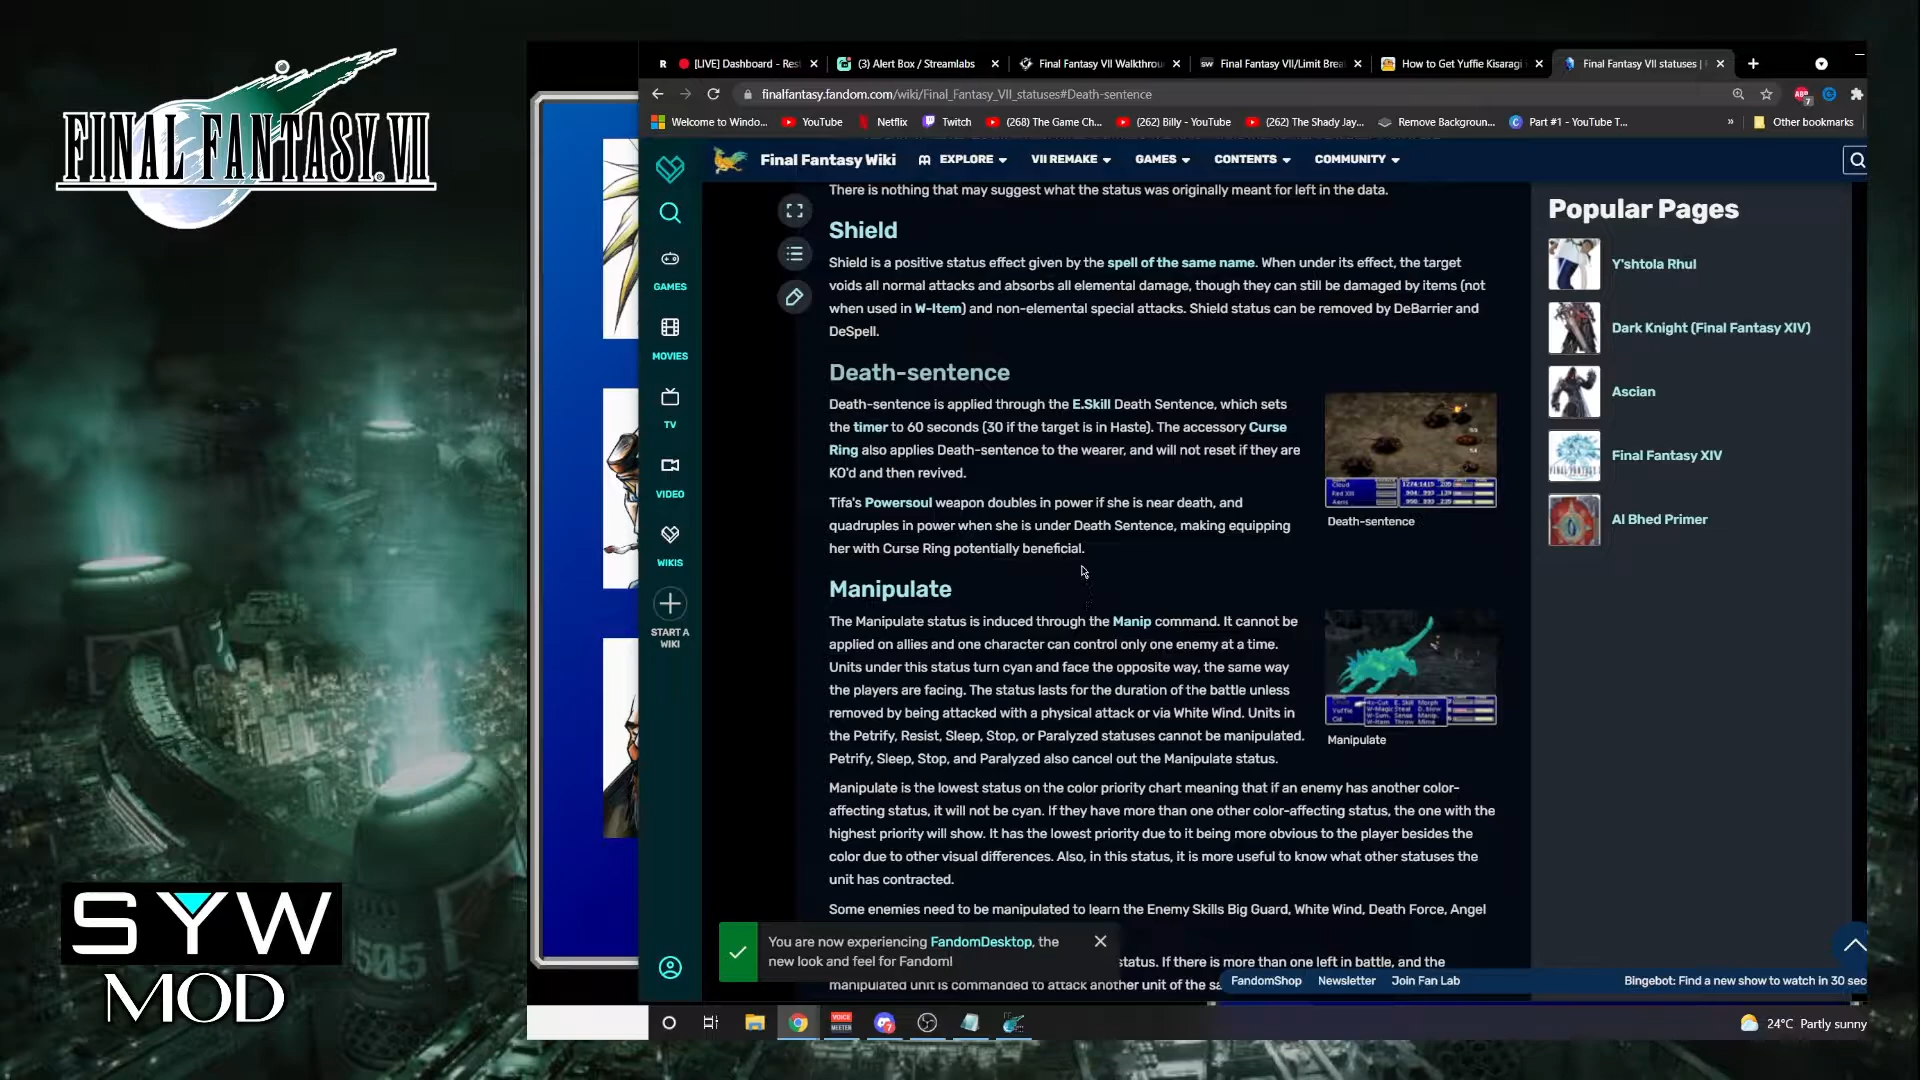 FINAL FANTASY. VII
SYW
MOD
[LIVE] Dashboard - Rest
(3) Alert Box / Streamlabs
Final Fantasy VII Walkthrou
Final Fantasy VII/Limit Brea
How to Get Yuffie Kisaragi
Final Fantasy VII statuses |
finalfantasy.fandom.com/wiki/Final_Fantasy_VII_statuses#Death-sentence
Welcome to Windo...
YouTube
Netflix
Twitch
(268) The Game Ch...
(262) Billy - YouTube
(262) The Shady Jay...
Remove Backgroun...
Part #1 - YouTube T...
»
Other bookmarks
Final Fantasy Wiki
EXPLORE
VII REMAKE
GAMES
CONTENTS
COMMUNITY
GAMES
MOVIES
TV
VIDEO
WIKIS
START A
WIKI
There is nothing that may suggest what the status was originally meant for left in the data.
Shield
Shield is a positive status effect given by the spell of the same name. When under its effect, the target
voids all normal attacks and absorbs all elemental damage, though they can still be damaged by items (not
when used in W-Item) and non-elemental special attacks. Shield status can be removed by DeBarrier and
DeSpell.
Death-sentence
Death-sentence is applied through the E.Skill Death Sentence, which sets
the timer to 60 seconds (30 if the target is in Haste). The accessory Curse
Ring also applies Death-sentence to the wearer, and will not reset if they are
KO'd and then revived.
Tifa's Powersoul weapon doubles in power if she is near death, and
quadruples in power when she is under Death Sentence, making equipping
her with Curse Ring potentially beneficial.
Death-sentence
Manipulate
The Manipulate status is induced through the Manip command. It cannot be
applied on allies and one character can control only one enemy at a time.
Units under this status turn cyan and face the opposite way, the same way
the players are facing. The status lasts for the duration of the battle unless
removed by being attacked with a physical attack or via White Wind. Units in
the Petrify, Resist, Sleep, Stop, or Paralyzed statuses cannot be manipulated.
Petrify, Sleep, Stop, and Paralyzed also cancel out the Manipulate status.
Manipulate
Manipulate is the lowest status on the color priority chart meaning that if an enemy has another color-
affecting status, it will not be cyan. If they have more than one other color-affecting status, the one with the
highest priority will show. It has the lowest priority due to it being more obvious to the player besides the
color due to other visual differences. Also, in this status, it is more useful to know what other statuses the
unit has contracted.
Some enemies need to be manipulated to learn the Enemy Skills Big Guard, White Wind, Death Force, Angel
status. If there is more than one left in battle, and the
manipulated unit is commanded to attack another unit of the sa
You are now experiencing FandomDesktop, the
new look and feel for Fandom!
Popular Pages
Y'shtola Rhul
Dark Knight (Final Fantasy XIV)
Ascian
Final Fantasy XIV
Al Bhed Primer
FandomShop
Newsletter
Join Fan Lab
Bingebot: Find a new show to watch in 30 sec
VOICE
MEETER
24°C Partly sunny